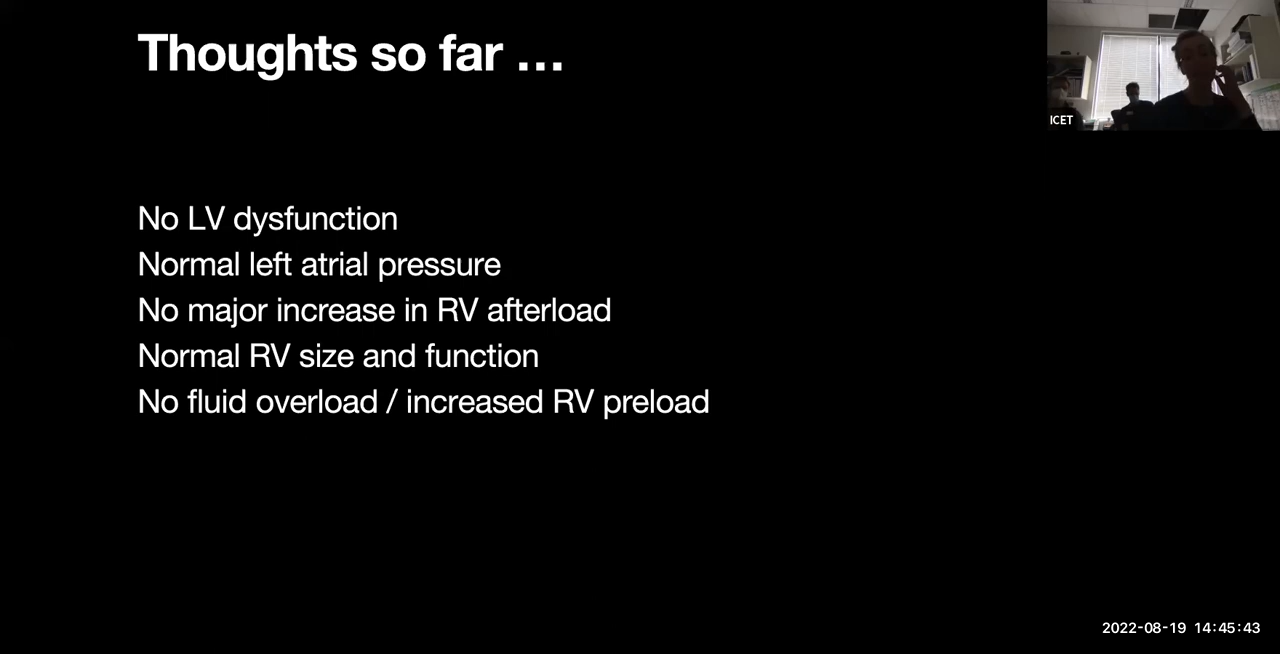 Thoughts so far ...
ICET
No LV dysfunction
Normal left atrial pressure
No major increase in RV afterload
Normal RV size and function
No fluid overload / increased RV preload
2022-08-19 14:45:43